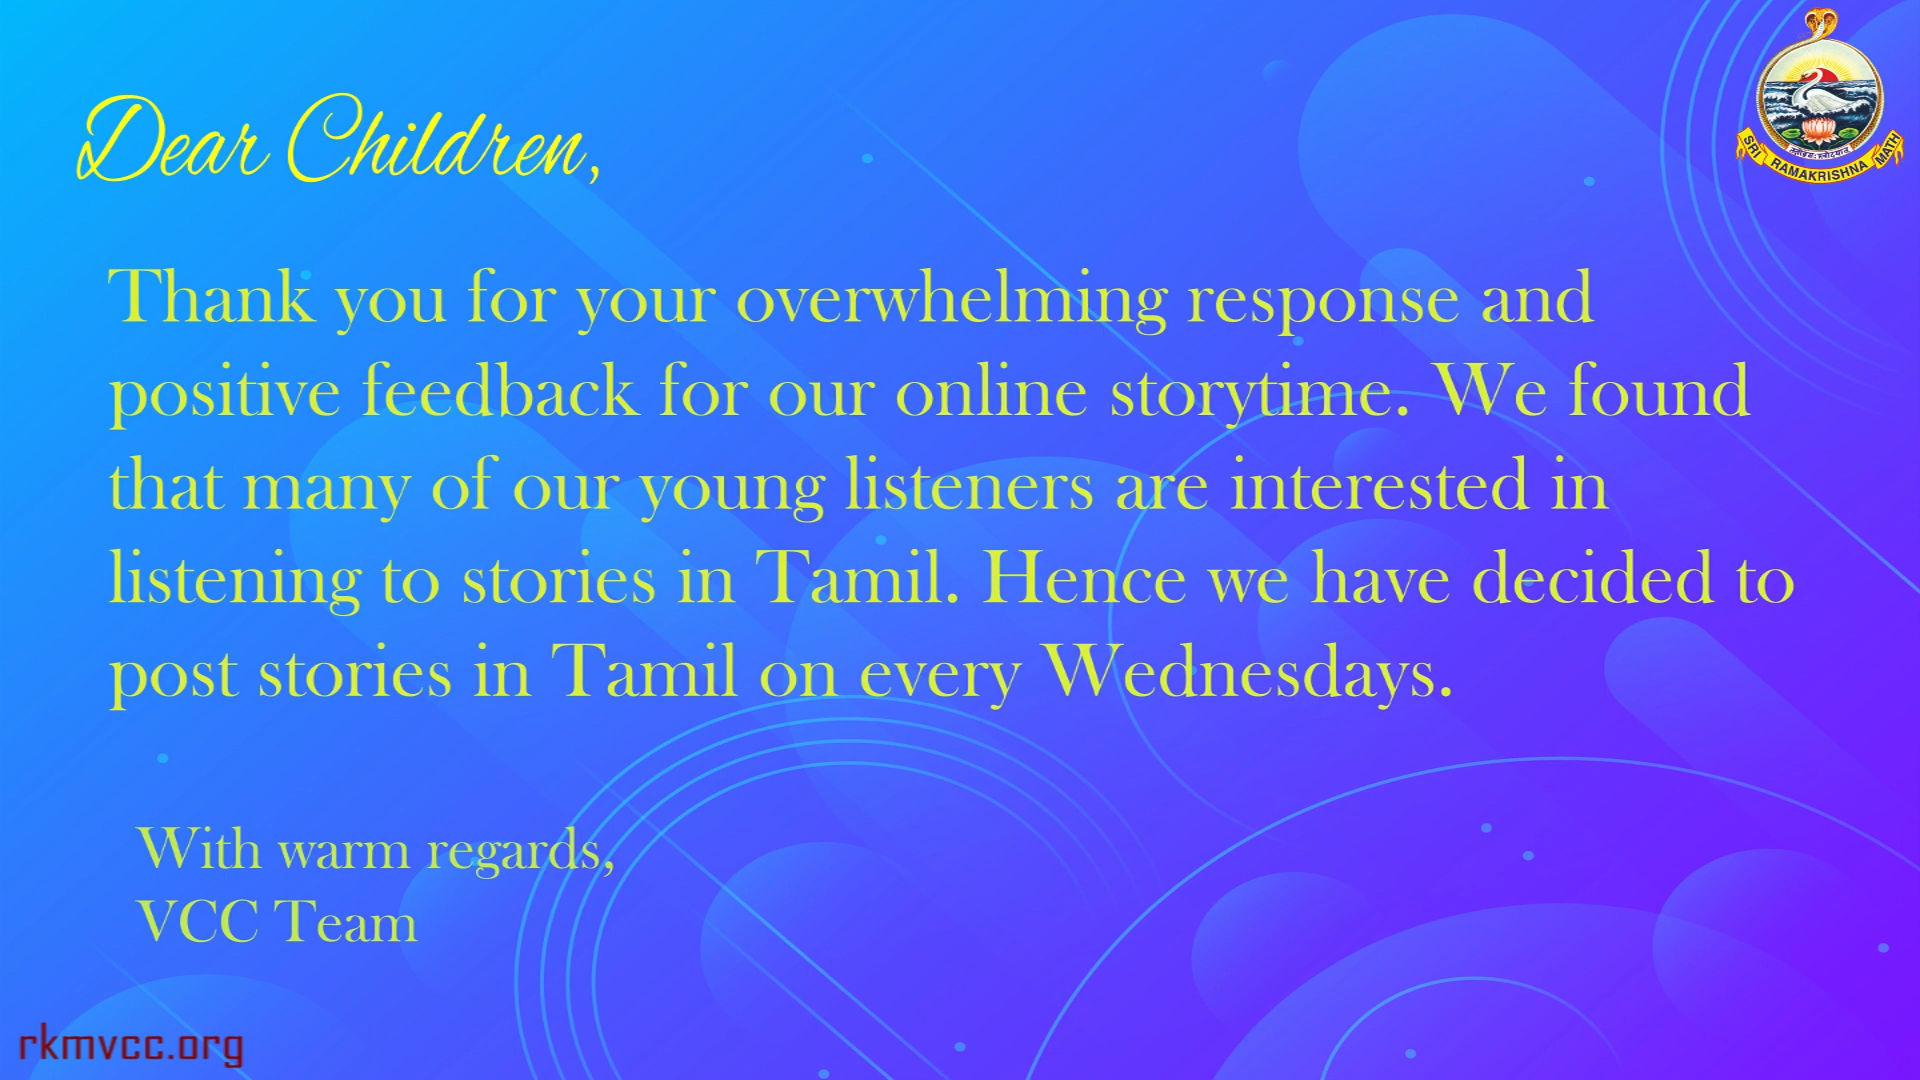 Dear Children,
Thank you for your overwhelming response and
positive feedback for our online storytime. We found
that many of our young listeners are interested in
listening to stories in Tamil. Hence we have decided to
post stories in Tamil on every Wednesdays.
With warm regards,
VCC Team
rkmvcc.org
SRI RAMAKRISHNA MATH